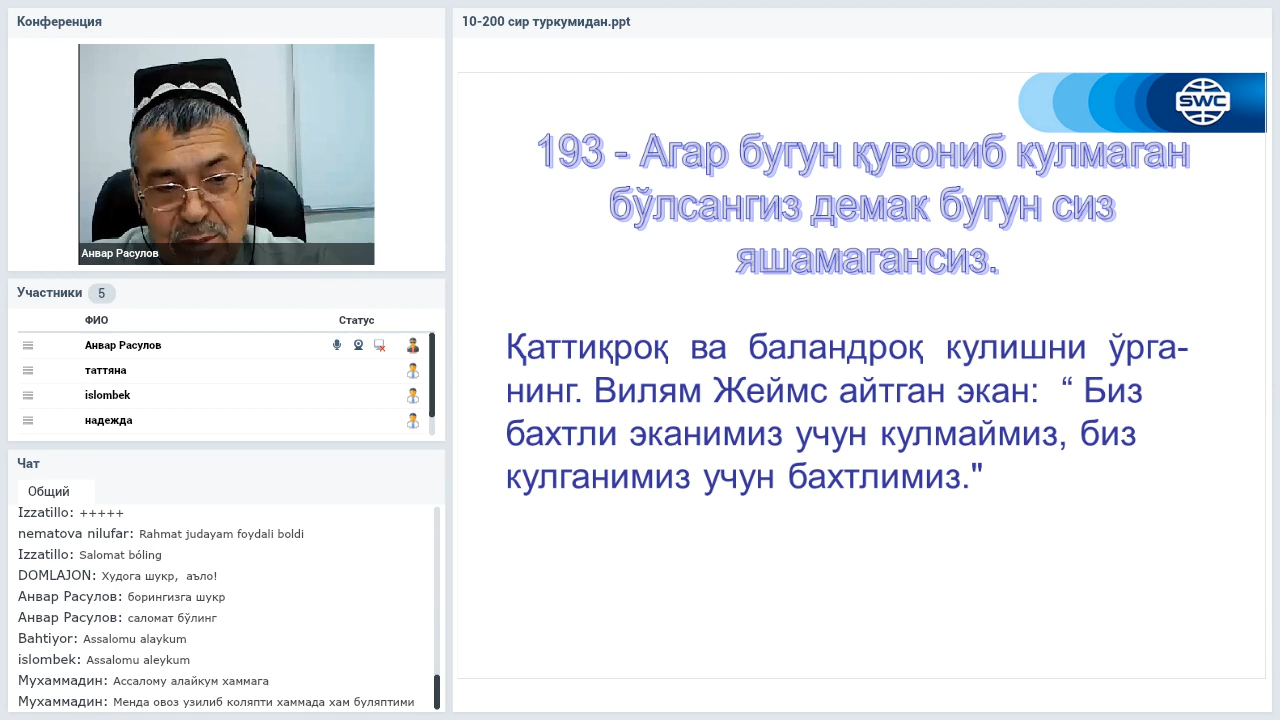 Конференция
Анвар Расулов
Участники 5
ФИО Статус
Анвар Расулов
таттяна
islombek
надежда
Чат
Общий
Izzatillo: +++++
nematova nilufar: Rahmat judayam foydali boldi
Izzatillo: Salomat bóling
DOMLAJON: Худога шукр, аъло!
Анвар Расулов: борингизга шукр
Анвар Расулов: саломат бўлинг
Bahtiyor: Assalomu alaykum
islombek: Assalomu aleykum
Мухаммадин: Ассалому алайкум хаммага
Мухаммадин: Менда овоз узилиб коляпти хаммада хам буляптими
10-200 сир туркумидан.ppt
SWC
193 - Агар бугун қувониб кулмаган
бўлсангиз демак бугун сиз
яшамагансиз.
Қаттиқроқ ва баландроқ кулишни ўрга-
нинг. Вилям Жеймс айтган экан: “ Биз
бахтли эканимиз учун кулмаймиз, биз
кулганимиз учун бахтлимиз."